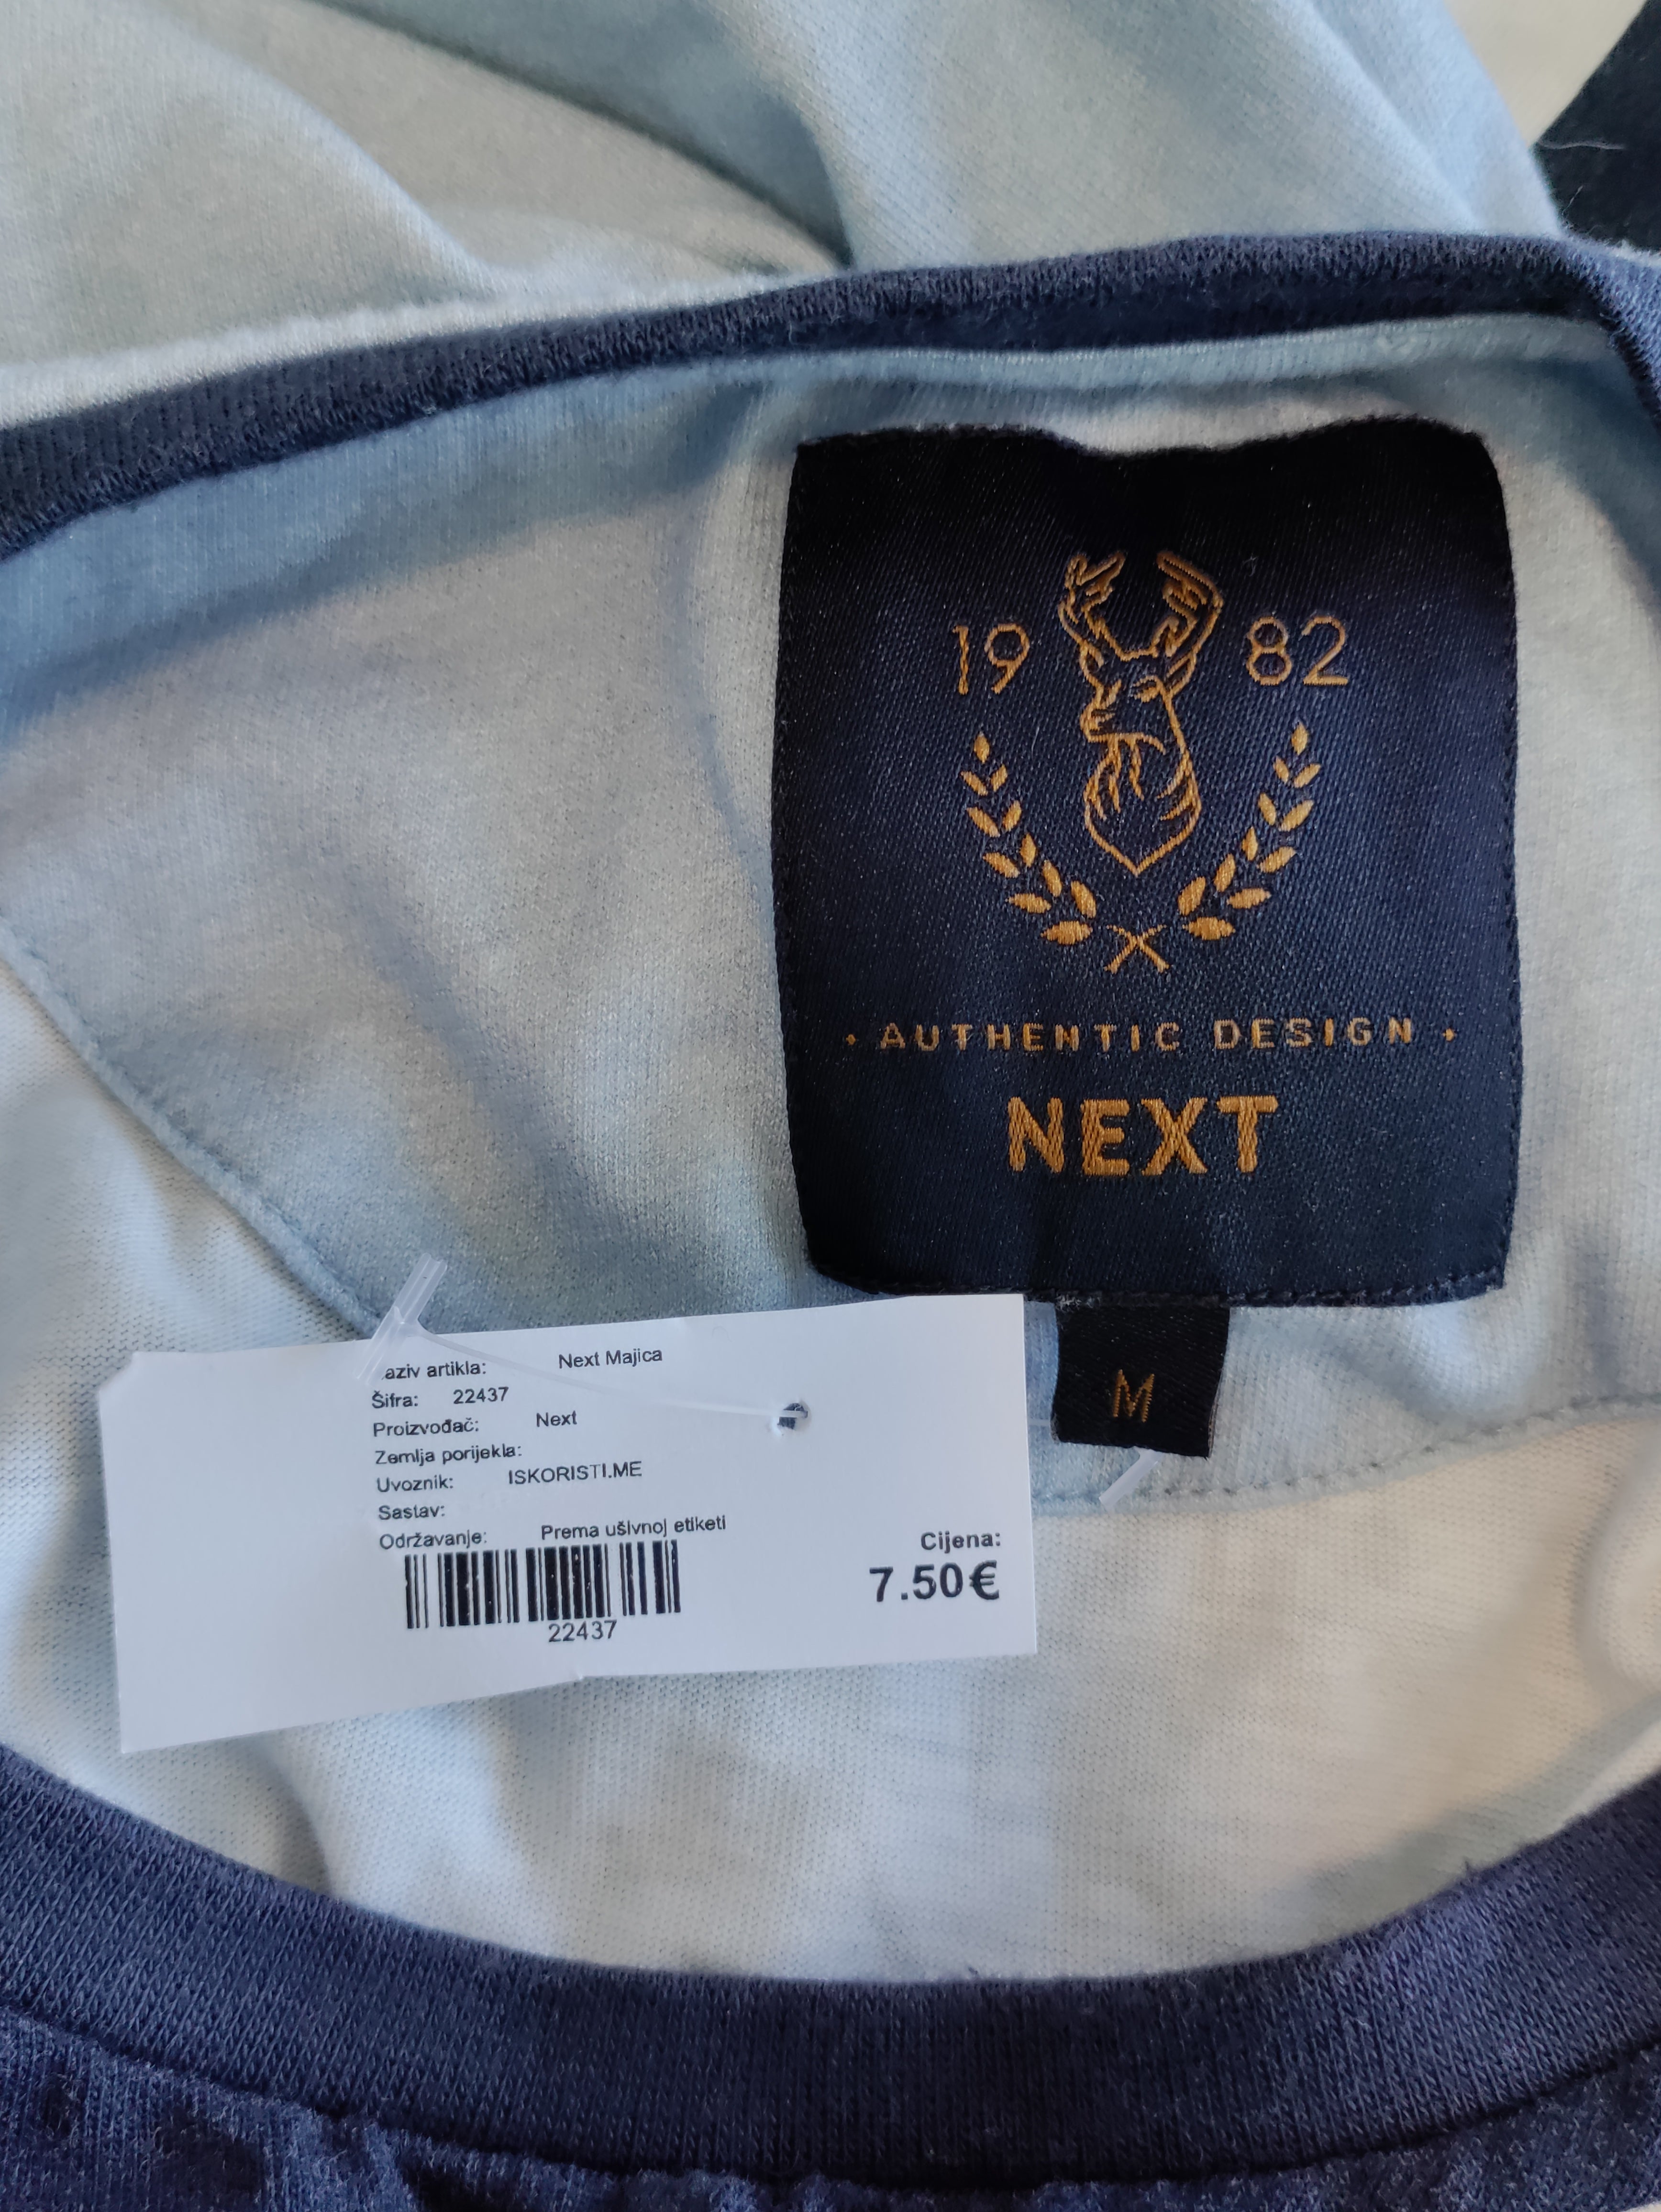 19 82
· AUTHENTIC DESIGN ·
NEXT
M
aziv artikla: Next Majica
Šifra: 22437
Proizvođač: Next
Zemlja porijekla:
Uvoznik: ISKORISTI.ME
Sastav:
Održavanje: Prema ušivnoj etiketi
Cijena:
7.50€
22437